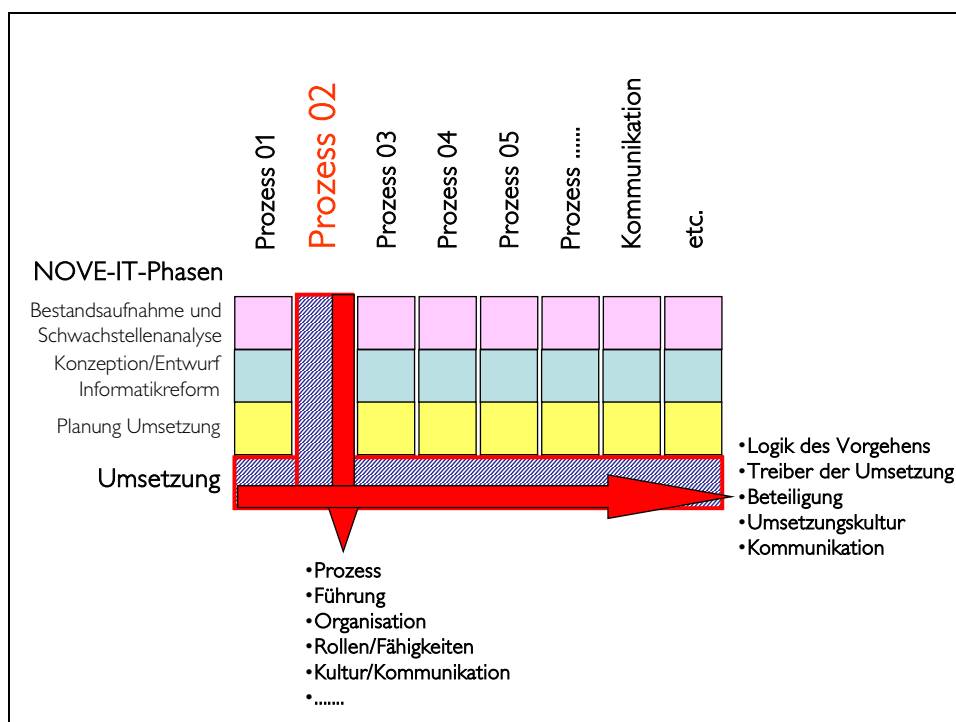 Prozess 01
Prozess 02
Prozess 03
Prozess 04
Prozess 05
Prozess ......
Kommunikation
etc.
NOVE-IT-Phasen
Bestandsaufnahme und
Schwachstellenanalyse
Konzeption/Entwurf
Informatikreform
Planung Umsetzung
Umsetzung
•Logik des Vorgehens
•Treiber der Umsetzung
•Beteiligung
•Umsetzungskultur
•Kommunikation
•Prozess
•Führung
•Organisation
•Rollen/Fähigkeiten
•Kultur/Kommunikation
•.......